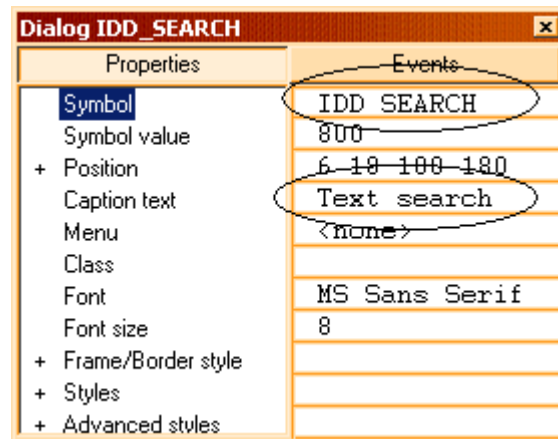 Dialog IDD_SEARCH x
Properties Events
Symbol IDD SEARCH
Symbol value 800
+ Position 6 10 100 180
Caption text Text search
Menu <none>
Class
Font MS Sans Serif
Font size 8
+ Frame/Border style
+ Styles
+ Advanced styles